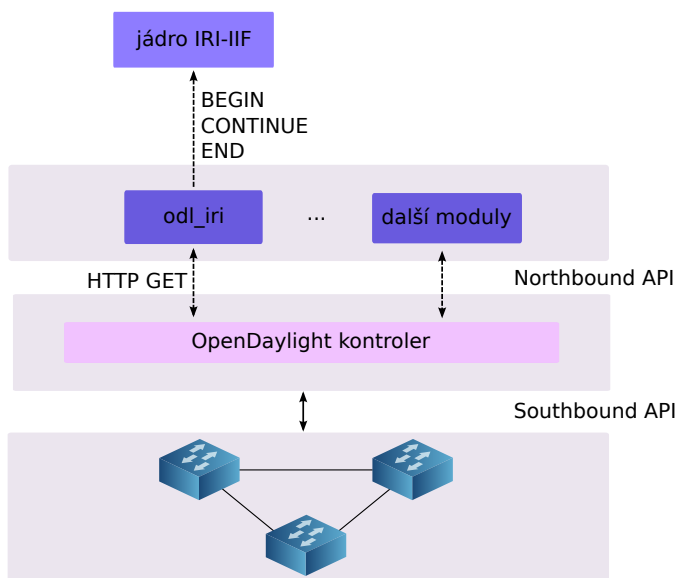 jádro IRI-IIF
BEGIN
CONTINUE
END
odl_iri
...
další moduly
HTTP GET
Northbound API
OpenDaylight kontroler
Southbound API